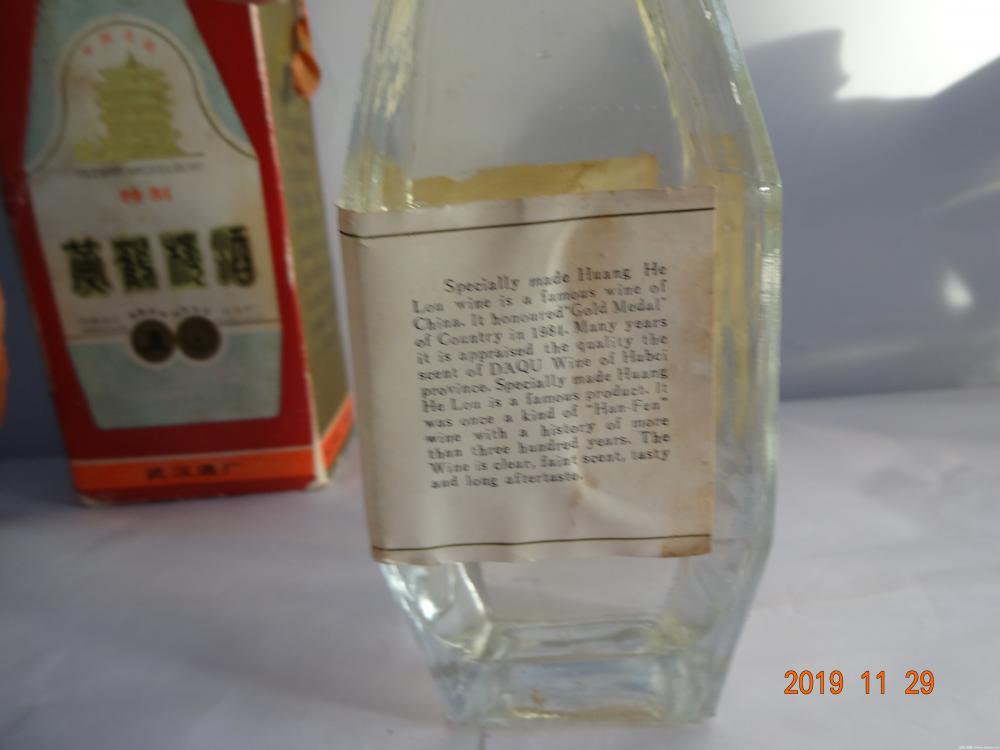 特制
黄鹤楼酒
武汉酒厂
Specially made Huang He
Lou wine is a famous wine of
China. It honoured "Gold Medal"
of Country in 1984. Many years
it is appraised the quality the
scent of DAQU Wine of Hubei
province. Specially made Huang
He Lou is a famous product. It
was once a kind of "Han-Fen"
wine with a history of more
than three hundred years. The
Wine is clear, faint scent, tasty
and long aftertaste.
2019 11 29